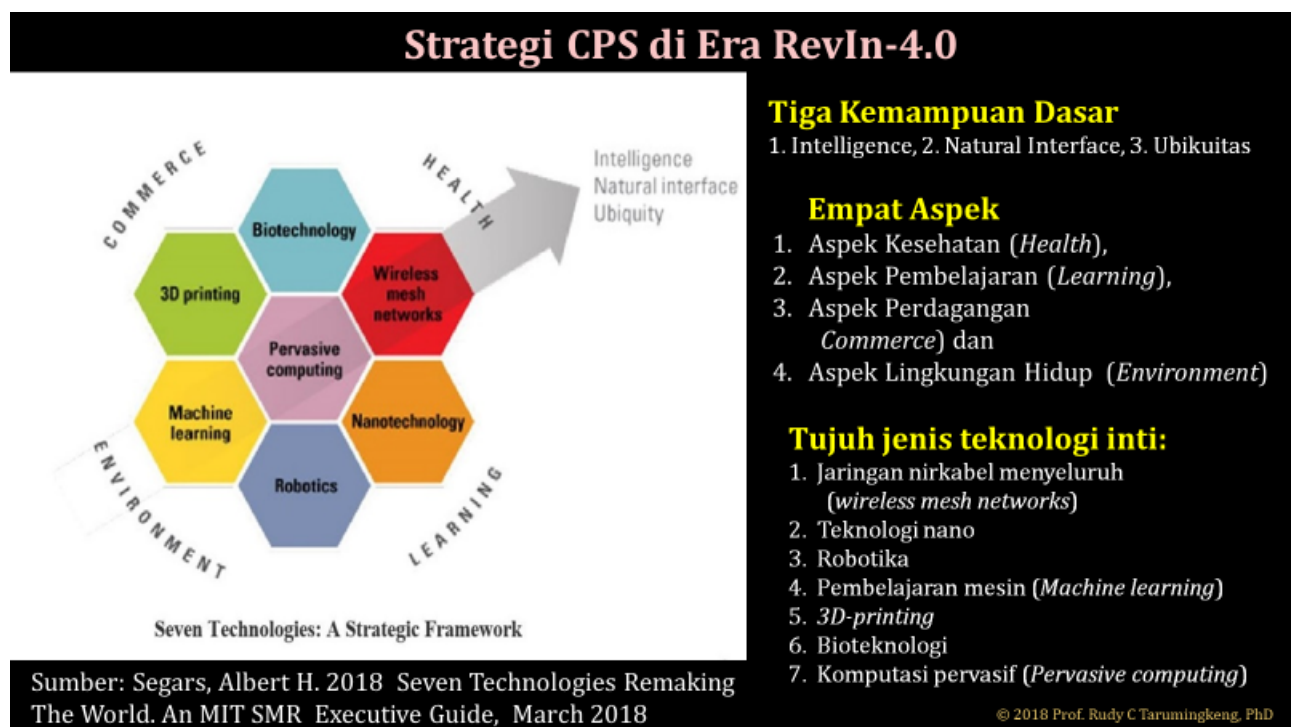 Strategi CPS di Era RevIn-4.0
COMMERCE
HEALTH
Intelligence
Natural interface
Ubiquity
Biotechnology
3D printing
Wireless
mesh
networks
Pervasive
computing
Machine
learning
Nanotechnology
Robotics
ENVIRONMENT
LEARNING
Seven Technologies: A Strategic Framework
Sumber: Segars, Albert H. 2018 Seven Technologies Remaking
The World. An MIT SMR Executive Guide, March 2018
Tiga Kemampuan Dasar
1. Intelligence, 2. Natural Interface, 3. Ubikuitas
Empat Aspek
1. Aspek Kesehatan (Health),
2. Aspek Pembelajaran (Learning),
3. Aspek Perdagangan
Commerce) dan
4. Aspek Lingkungan Hidup (Environment)
Tujuh jenis teknologi inti:
1. Jaringan nirkabel menyeluruh
(wireless mesh networks)
2. Teknologi nano
3. Robotika
4. Pembelajaran mesin (Machine learning)
5. 3D-printing
6. Bioteknologi
7. Komputasi pervasif (Pervasive computing)
© 2018 Prof. Rudy C Tarumingkeng, PhD